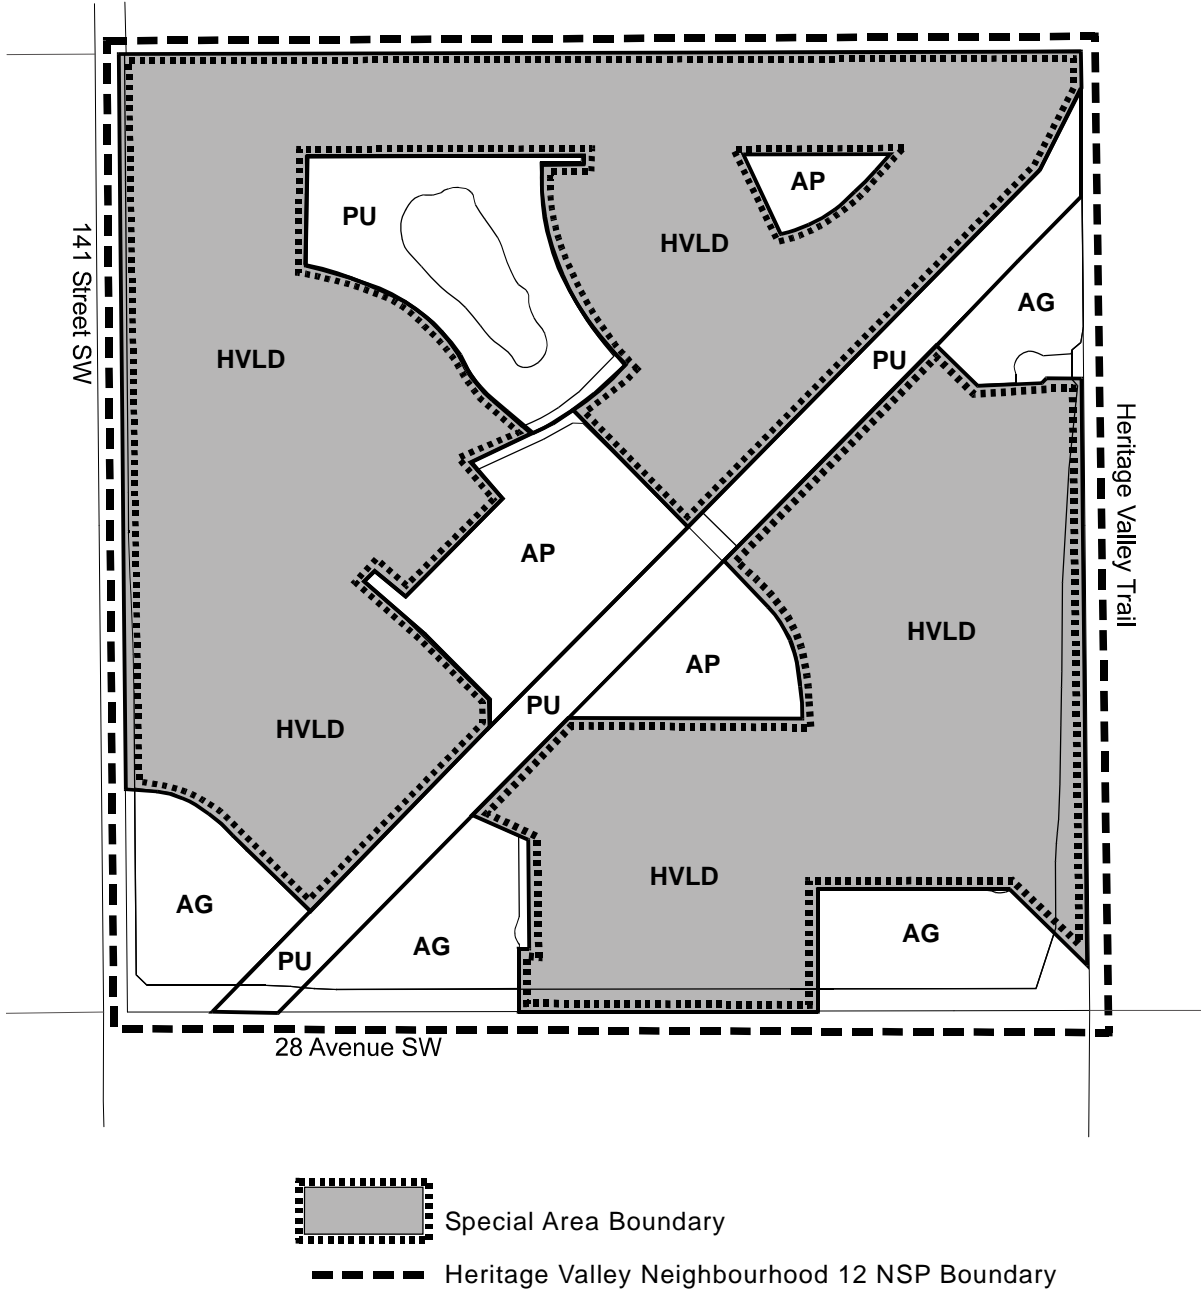 AP
PU
HVLD
141 Street SW
AG
HVLD
PU
Heritage Valley Trail
AP
HVLD
AP
PU
HVLD
HVLD
AG
AG
AG
PU
28 Avenue SW
Special Area Boundary
Heritage Valley Neighbourhood 12 NSP Boundary